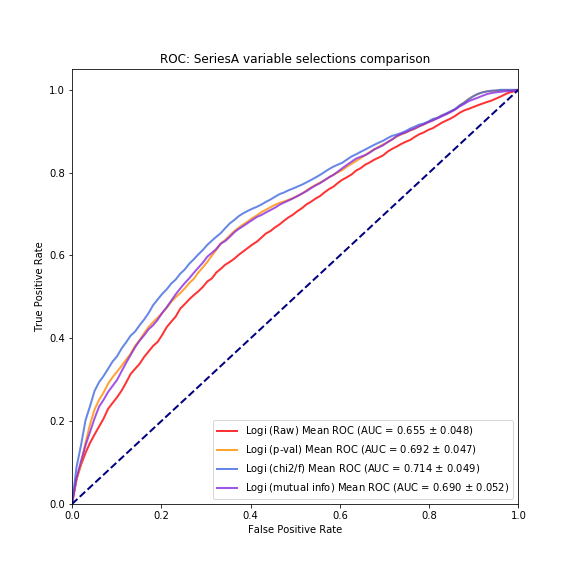 ROC: SeriesA variable selections comparison
1.0
0.8
0.6
0.4
0.2
0.0
True Positive Rate
Logi (Raw) Mean ROC (AUC = 0.655 ± 0.048)
Logi (p-val) Mean ROC (AUC = 0.692 ± 0.047)
Logi (chi2/f) Mean ROC (AUC = 0.714 ± 0.049)
Logi (mutual info) Mean ROC (AUC = 0.690 ± 0.052)
0.0 0.2 0.4 0.6 0.8 1.0
False Positive Rate